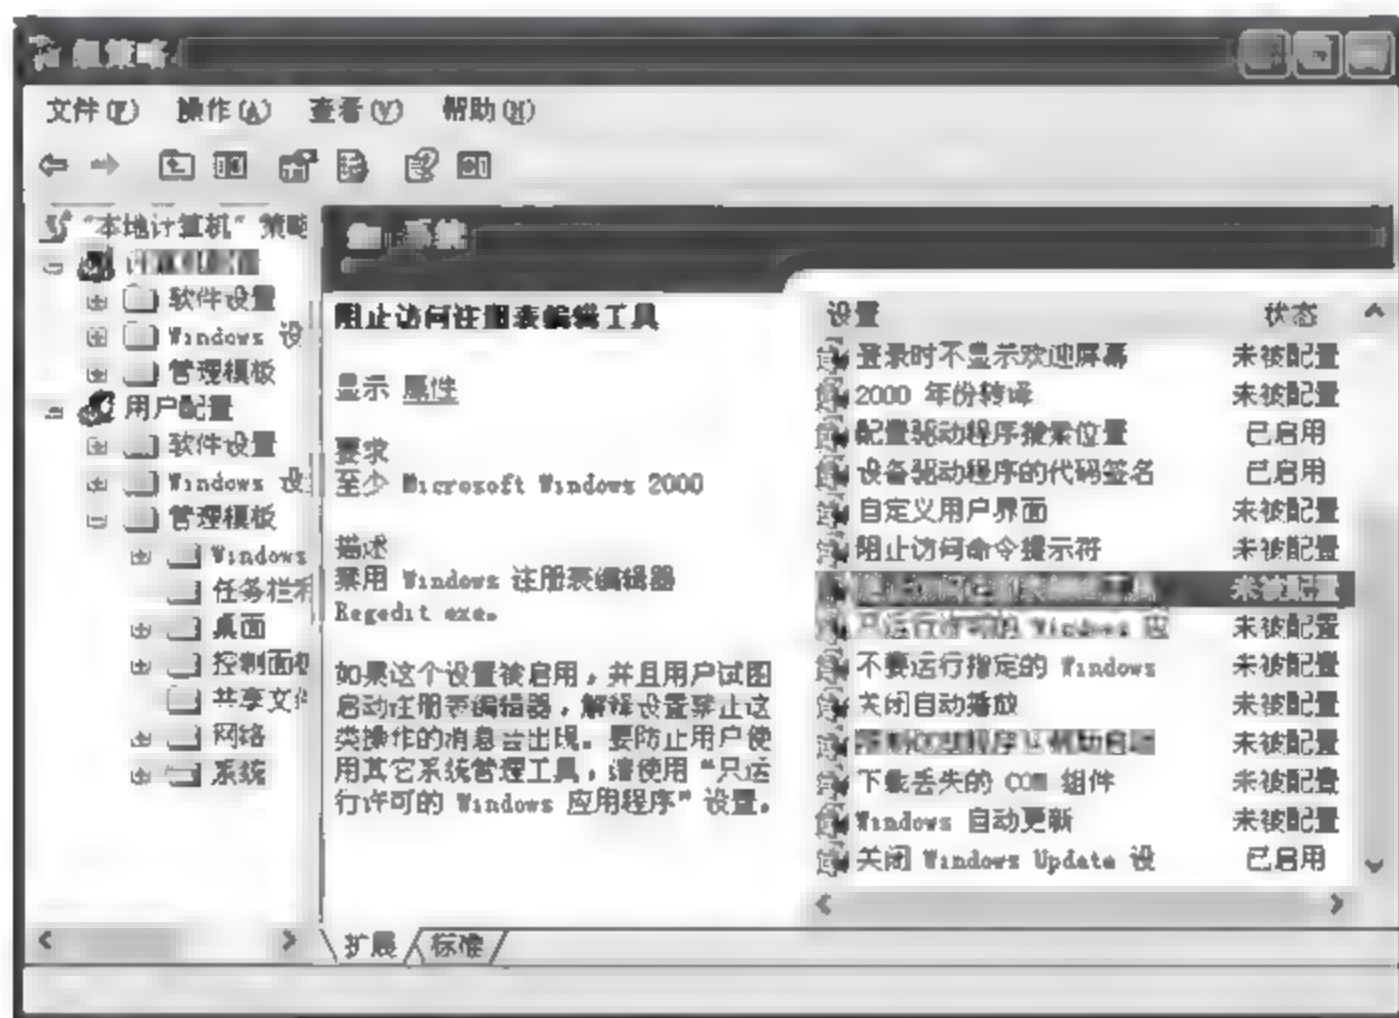 组策略
文件(F) 操作(A) 查看(V) 帮助(H)
"本地计算机" 策略
软件设置
Windows 设
管理模板
用户配置
软件设置
Windows 设
管理模板
Windows
任务栏和
桌面
控制面板
共享文件
网络
系统
系统
阻止访问注册表编辑工具
显示 属性
要求
至少 Microsoft Windows 2000
描述
禁用 Windows 注册表编辑器
Regedit exe。
如果这个设置被启用，并且用户试图
启动注册表编辑器，解释设置禁止这
类操作的消息会出现。要防止用户使
用其它系统管理工具，请使用 "只运
行许可的 Windows 应用程序" 设置。
扩展 标准
设置 状态
登录时不显示欢迎屏幕 未被配置
2000 年份转译 未被配置
配置驱动程序搜索位置 已启用
设备驱动程序的代码签名 已启用
自定义用户界面 未被配置
阻止访问命令提示符 未被配置
未被配置
只运行许可的 Windows 应 未被配置
不要运行指定的 Windows 未被配置
关闭自动播放 未被配置
未被配置
下载丢失的 COM 组件 未被配置
Windows 自动更新 未被配置
关闭 Windows Update 设 已启用